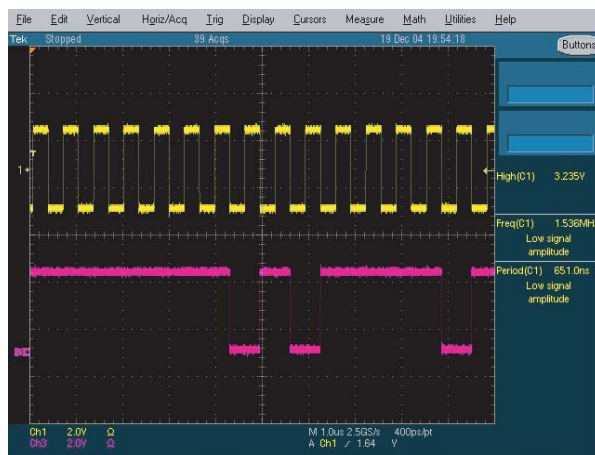 File Edit Vertical Horiz/Acq Trig Display Cursors Measure Math Utilities Help
Tek Stopped 39 Acqs 19 Dec 04 19:54:18
Buttons
T
1
High(C1) 3.235V
Freq(C1) 1.536MHz
Low signal
amplitude
Period(C1) 651.0ns
Low signal
amplitude
Ch1 2.0V Ω M 1.0us 2.5GS/s 400ps/pt
Ch3 2.0V Ω A Ch1 ∕ 1.64 V